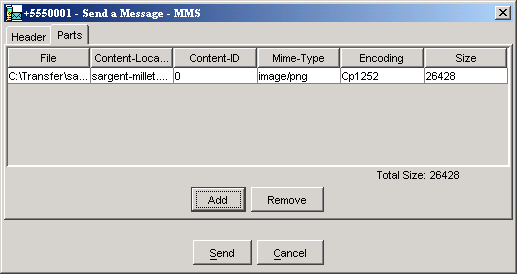 +5550001 - Send a Message - MMS
Header Parts
File Content-Loca... Content-ID Mime-Type Encoding Size
C:\Transfer\sa... sargent-millet.... 0 image/png Cp1252 26428
Total Size: 26428
Add Remove
Send Cancel